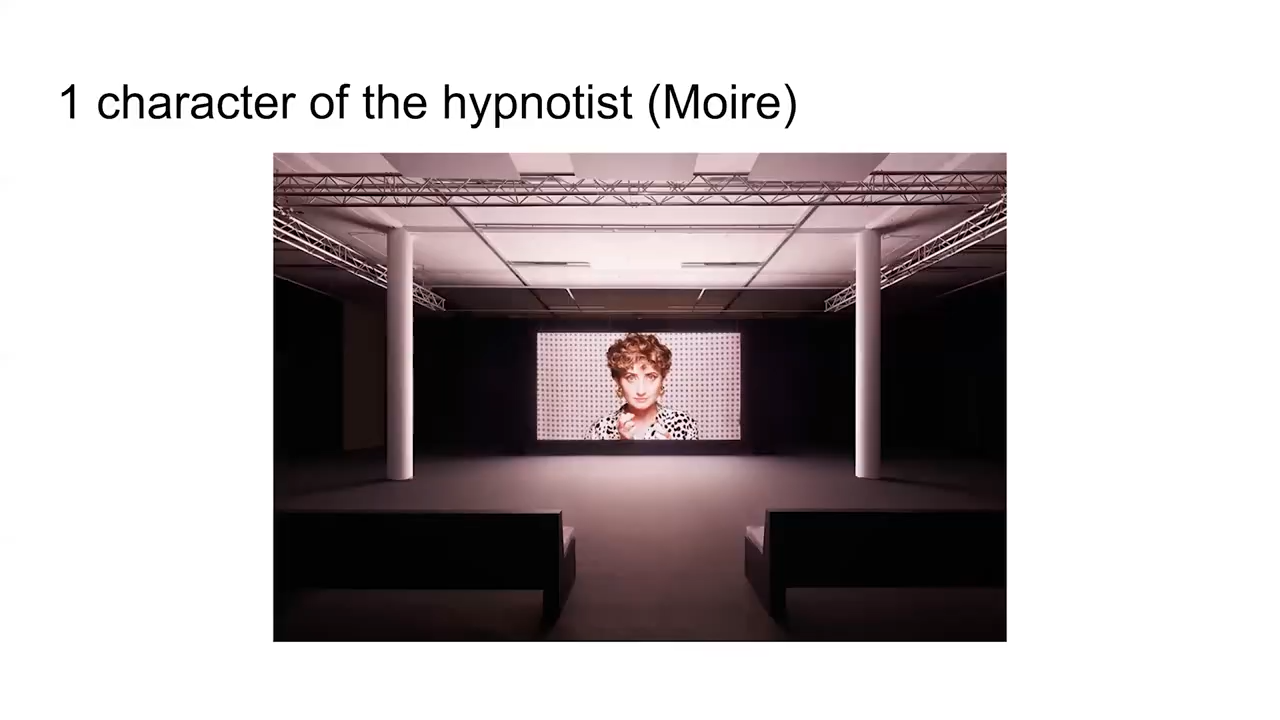 1 character of the hypnotist (Moire)